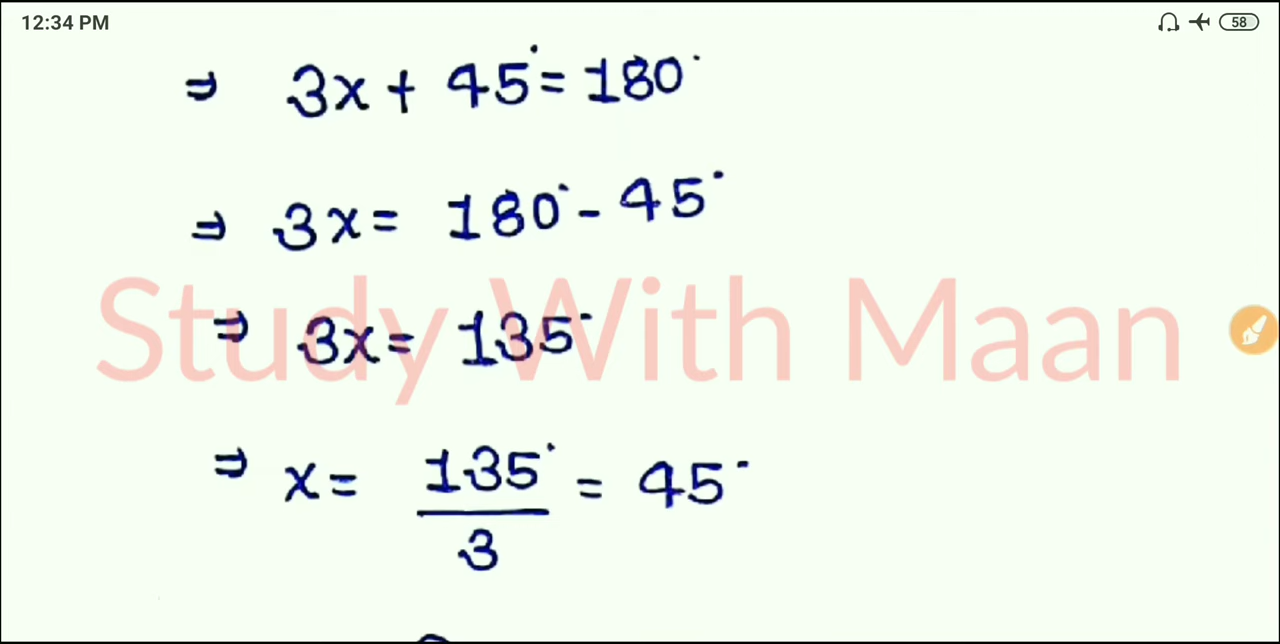 12:34 PM 58
⇒ 3x + 45° = 180°
⇒ 3x = 180° - 45°
Study With Maan
⇒ 3x = 135°
⇒ x = 135°/3 = 45°